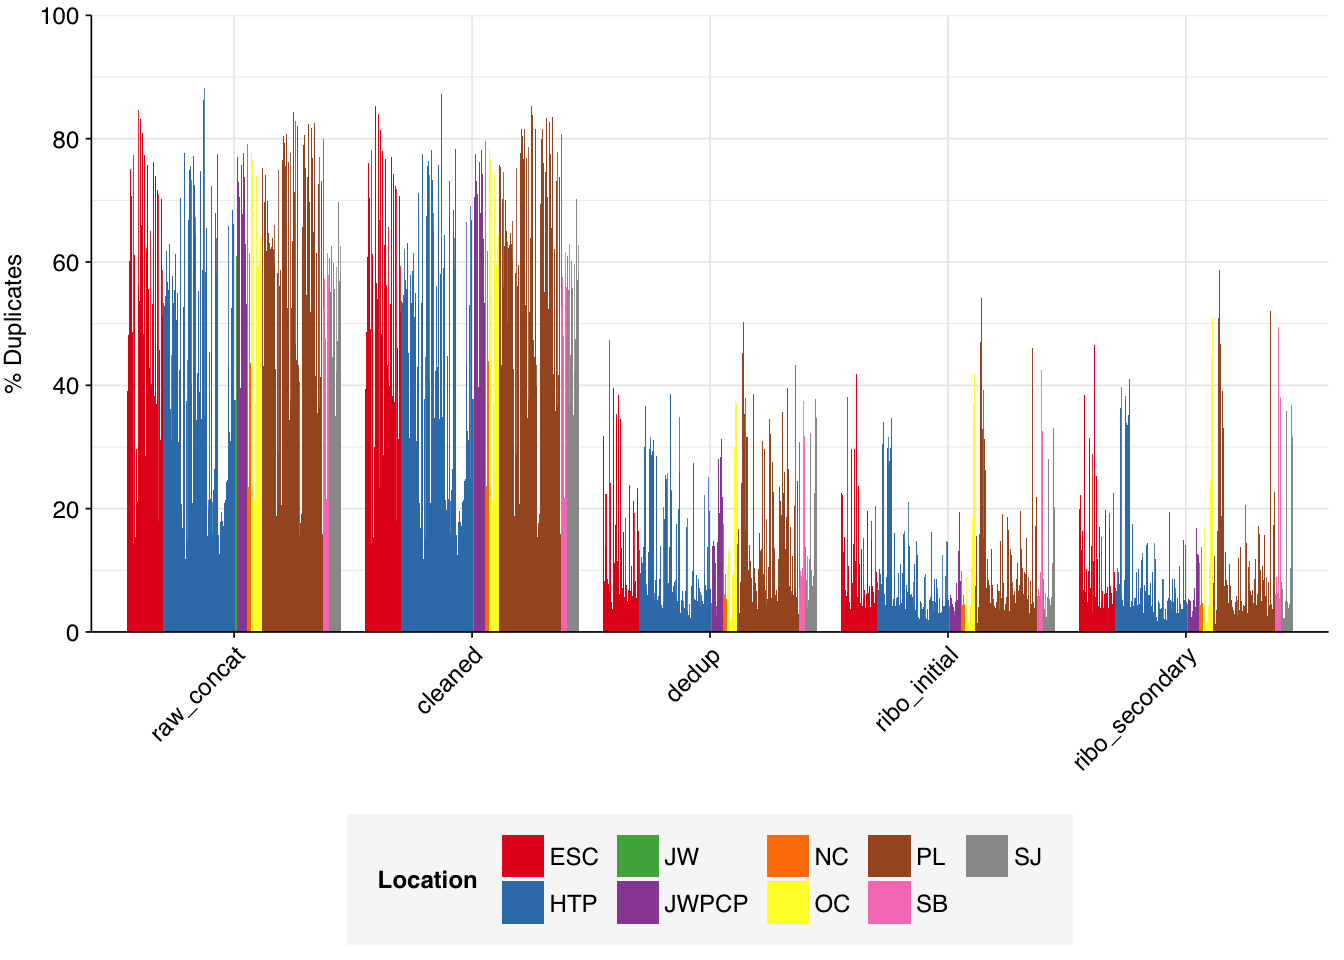 100
80
60
40
20
0
% Duplicates
raw_concat
cleaned
dedup
ribo_initial
ribo_secondary
Location
ESC
JW
NC
PL
SJ
HTP
JWPCP
OC
SB